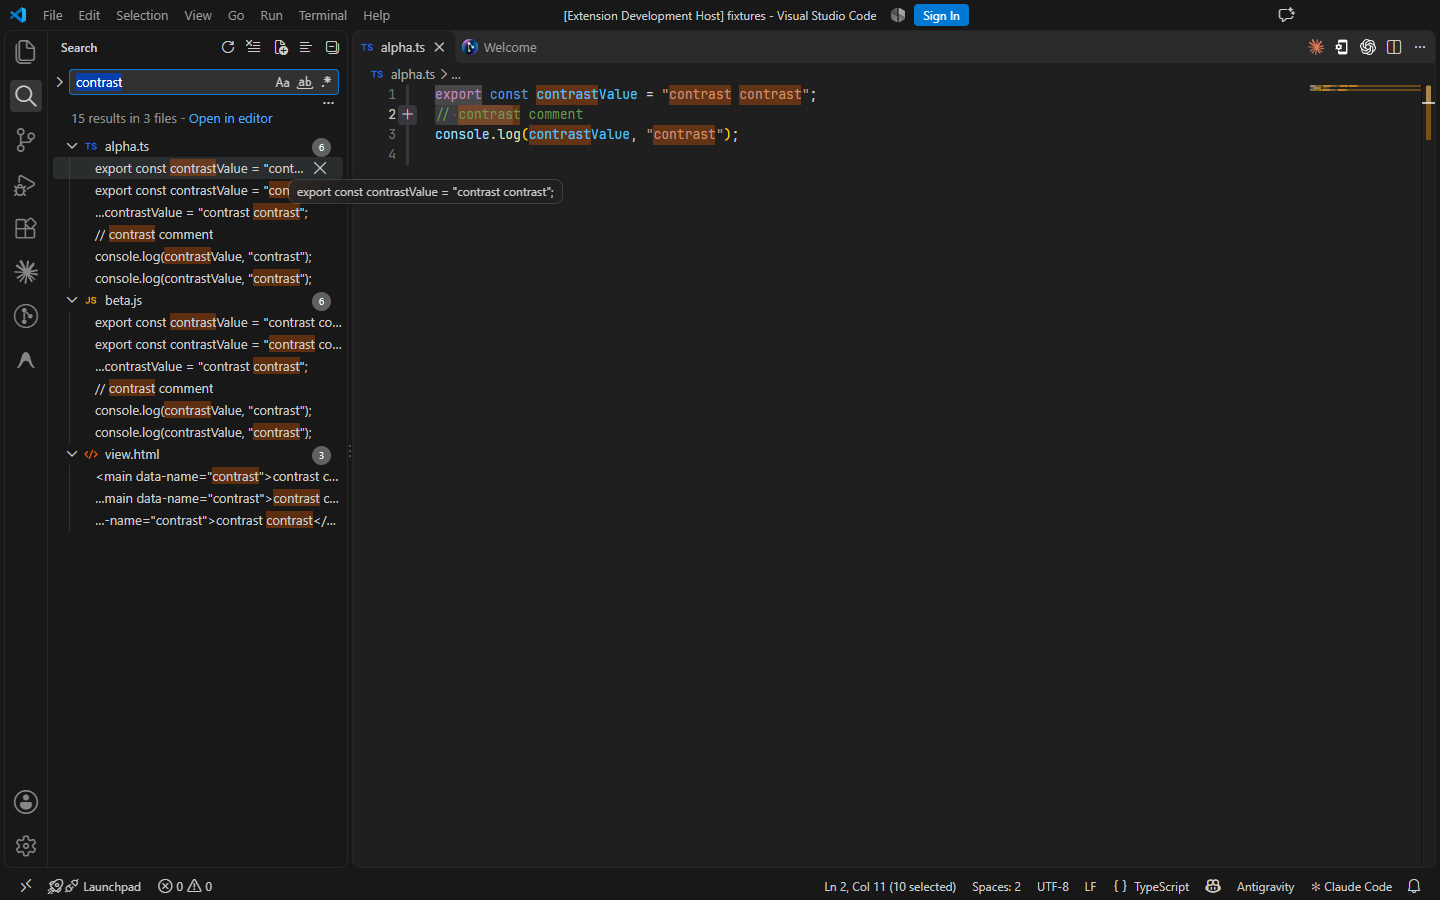 File Edit Selection View Go Run Terminal Help
[Extension Development Host] fixtures - Visual Studio Code
Sign In
Search
contrast
Aa ab .*
15 results in 3 files - Open in editor
TS alpha.ts 6
export const contrastValue = "cont...
export const contrastValue = "con
...contrastValue = "contrast contrast";
// contrast comment
console.log(contrastValue, "contrast");
console.log(contrastValue, "contrast");
JS beta.js 6
export const contrastValue = "contrast co...
export const contrastValue = "contrast co...
...contrastValue = "contrast contrast";
// contrast comment
console.log(contrastValue, "contrast");
console.log(contrastValue, "contrast");
</> view.html 3
<main data-name="contrast">contrast c...
...main data-name="contrast">contrast c...
...-name="contrast">contrast contrast</...
export const contrastValue = "contrast contrast";
TS alpha.ts
Welcome
TS alpha.ts > ...
1 export const contrastValue = "contrast contrast";
2 // contrast comment
3 console.log(contrastValue, "contrast");
4
Launchpad 0 0
Ln 2, Col 11 (10 selected) Spaces: 2 UTF-8 LF { } TypeScript Antigravity Claude Code